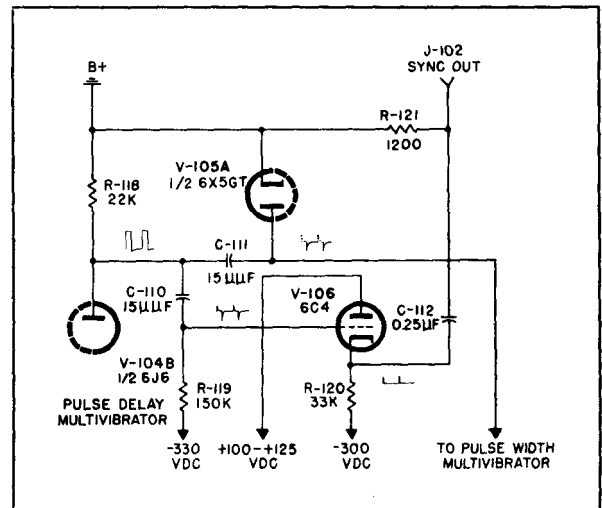 B+
J-102
SYNC OUT
R-121
1200
V-105A
1/2 6X5GT
R-118
22K
C-111
15μμF
C-110
15μμF
V-106
6C4
C-112
0.25μF
V-104B
1/2 6J6
PULSE DELAY
MULTIVIBRATOR
R-119
150K
R-120
33K
-330
VDC
+100-+125
VDC
-300
VDC
TO PULSE WIDTH
MULTIVIBRATOR